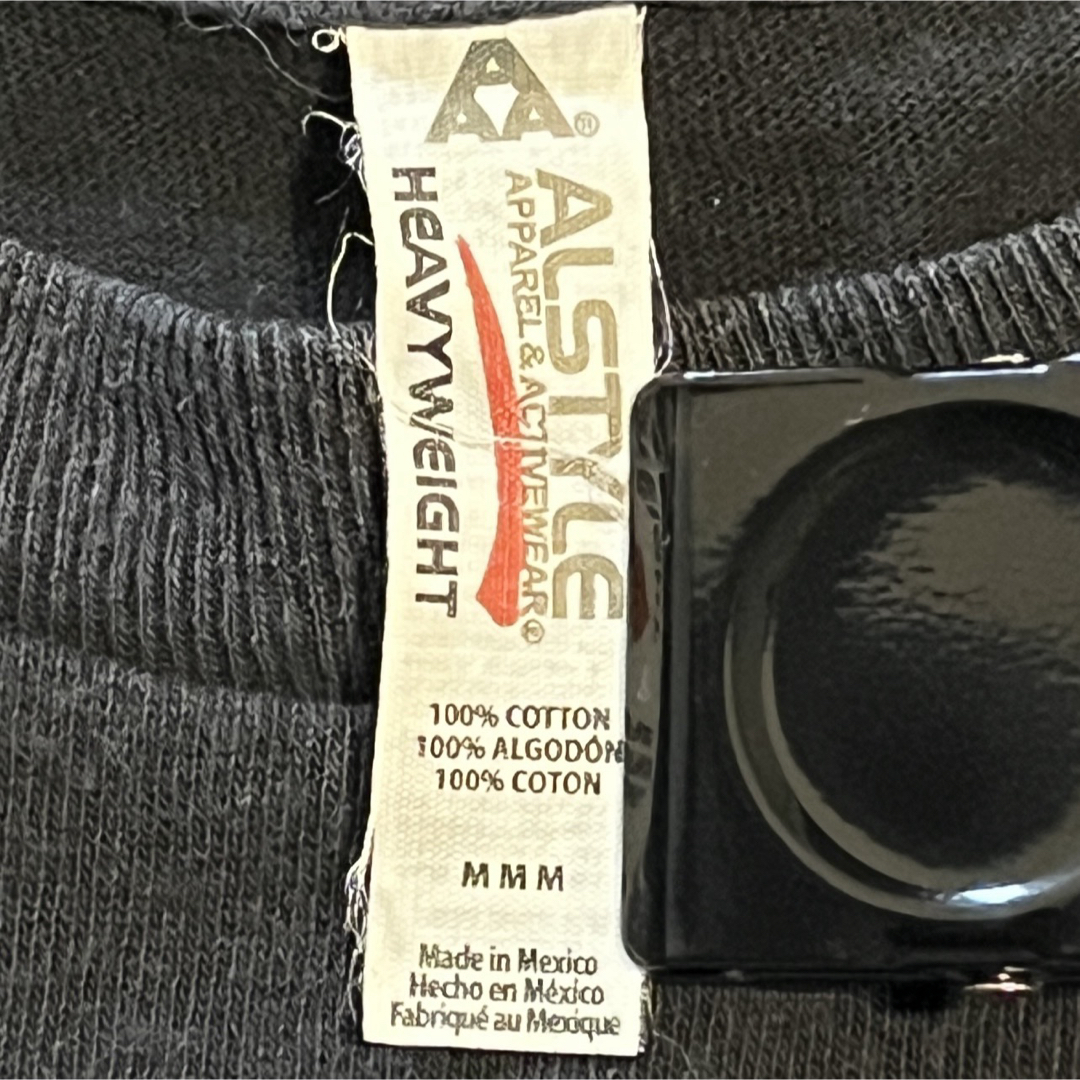 AAA®
ALSTYLE
APPAREL & ACTIVEWEAR®
HEAVYWEIGHT
100% COTTON
100% ALGODÓN
100% COTON
M M M
Made in Mexico
Hecho en México
Fabriqué au Mexique